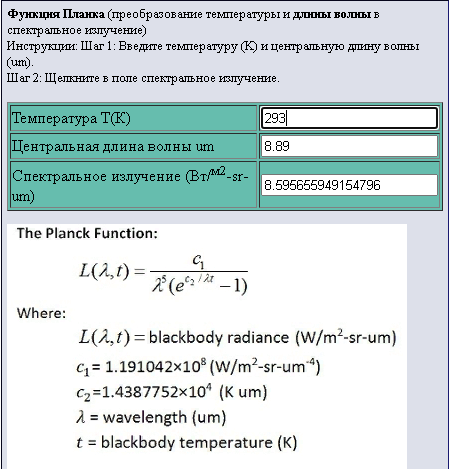 Функция Планка (преобразование температуры и длины волны в
спектральное излучение)
Инструкции: Шаг 1: Введите температуру (К) и центральную длину волны
(um).
Шаг 2: Щелкните в поле спектральное излучение.
Температура T(K) 293
Центральная длина волны um 8.89
Спектральное излучение (Вт/м2-sr-
um) 8.595655949154796
The Planck Function:
L(λ,t) = c₁ / λ⁵(e^(c₂/λt) − 1)
Where:
L(λ,t) = blackbody radiance (W/m²-sr-um)
c₁= 1.191042×10⁸ (W/m²-sr-um⁻⁴)
c₂=1.4387752×10⁴ (K um)
λ = wavelength (um)
t = blackbody temperature (K)